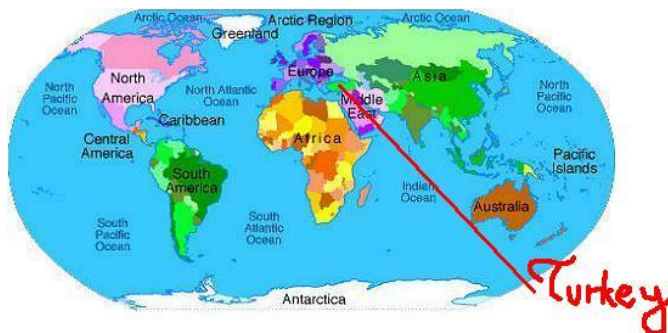 Arctic Ocean
Arctic Region
Arctic Ocean
Greenland
North
Pacific
Ocean
North
America
North Atlantic
Ocean
Europe
Asia
North
Pacific
Ocean
Middle
East
Caribbean
Central
America
Africa
Pacific
Islands
South
America
Indian
Ocean
Australia
South
Pacific
Ocean
South
Atlantic
Ocean
Antarctica
Turkey